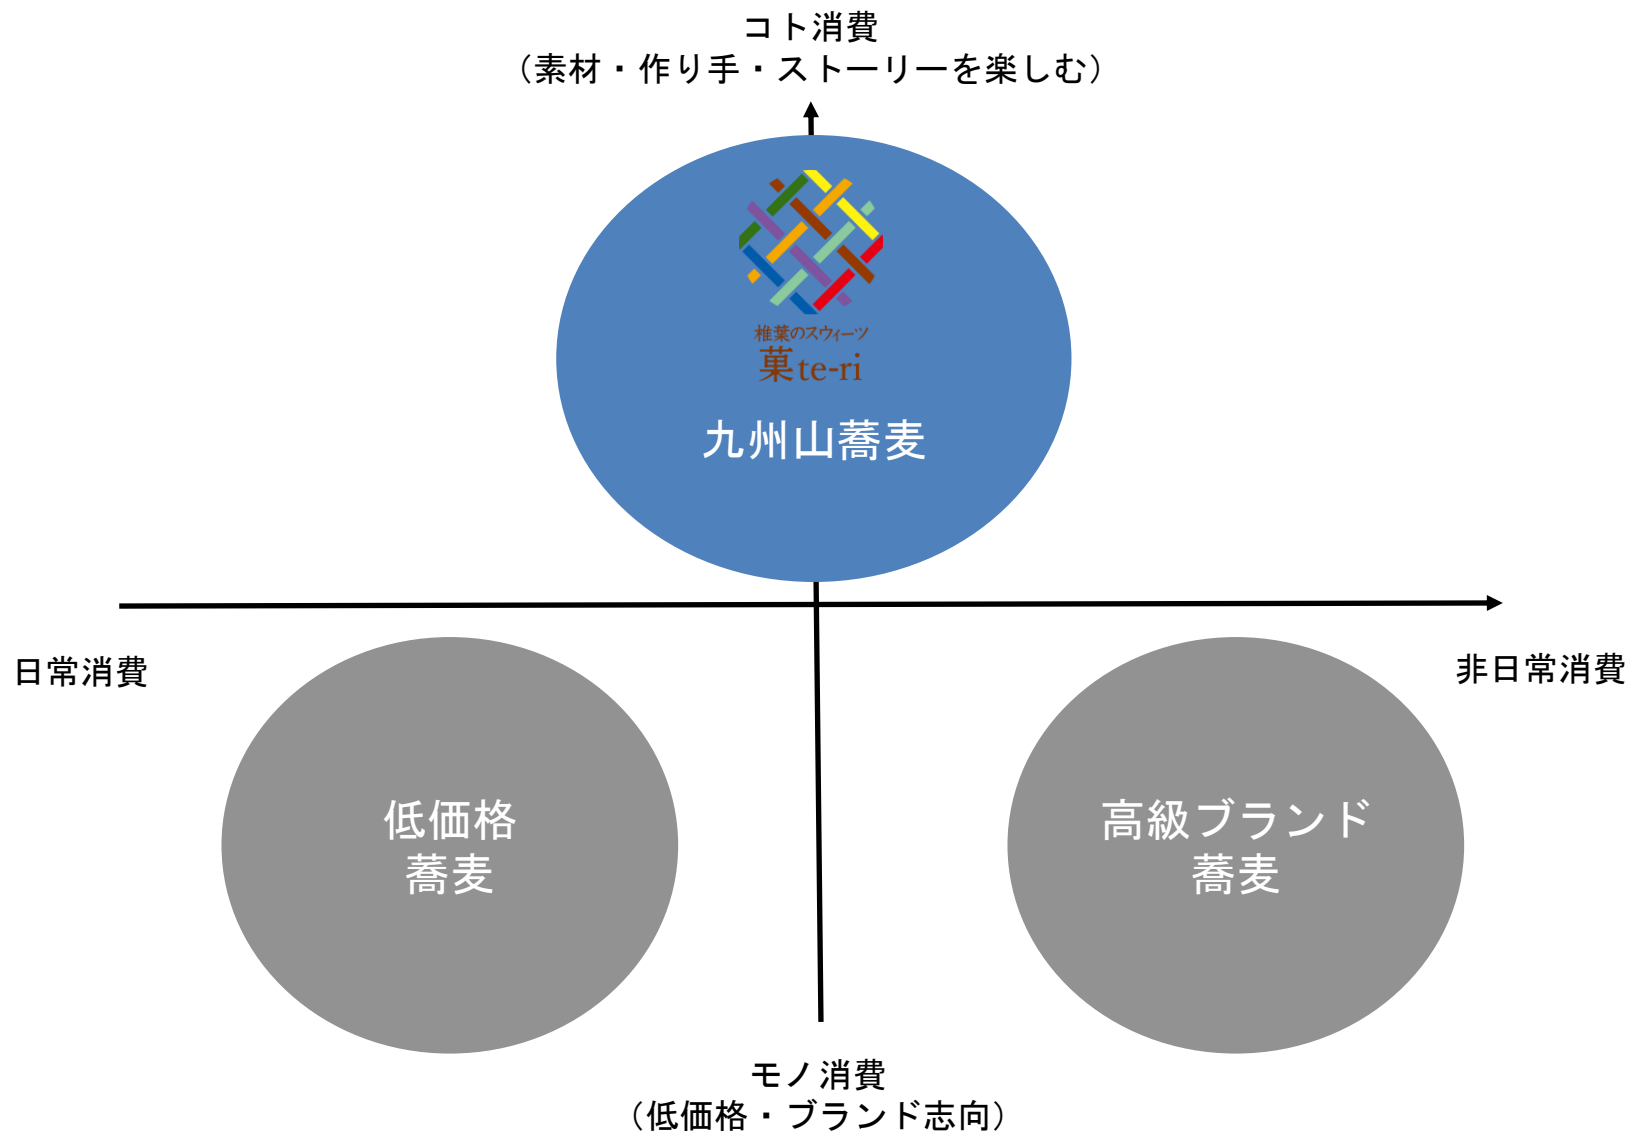 コト消費
（素材・作り手・ストーリーを楽しむ）
椎葉のスウィーツ
菓te-ri
九州山蕎麦
日常消費
非日常消費
低価格
蕎麦
高級ブランド
蕎麦
モノ消費
（低価格・ブランド志向）